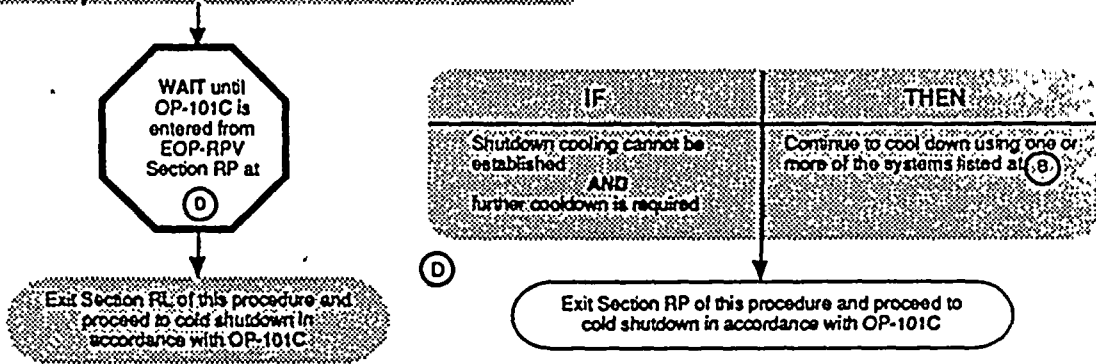 WAIT until
OP-101C is
entered from
EOP-RPV
Section RP at
D
Exit Section RL of this procedure and
proceed to cold shutdown in
accordance with OP-101C
IF
THEN
Shutdown cooling cannot be
established
AND
further cooldown is required
Continue to cool down using one or
more of the systems listed at B
D
Exit Section RP of this procedure and proceed to
cold shutdown in accordance with OP-101C